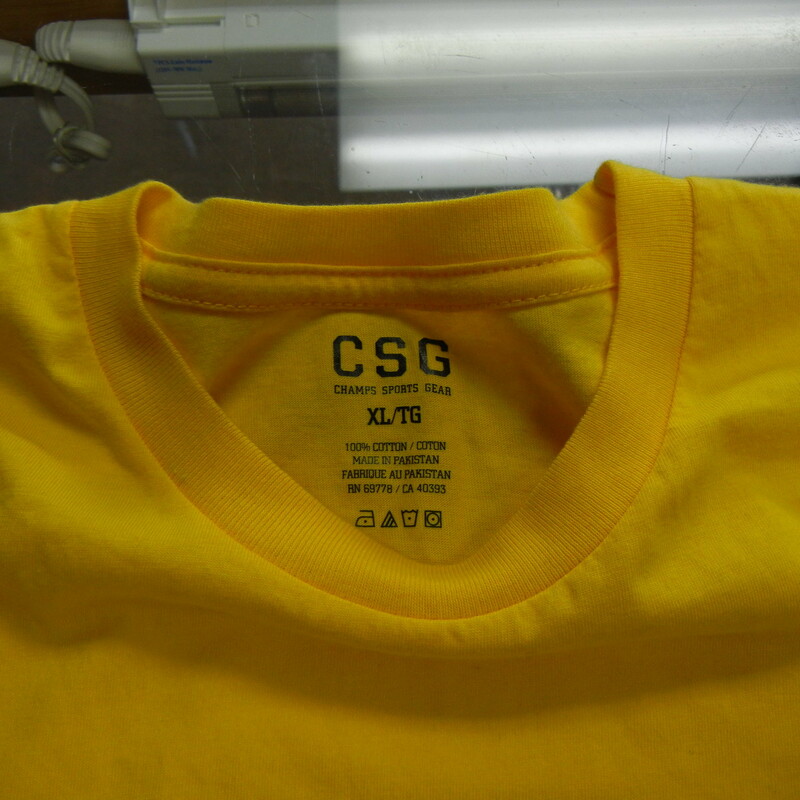 CSG
CHAMPS SPORTS GEAR
XL/TG
100% COTTON / COTON
MADE IN PAKISTAN
FABRIQUE AU PAKISTAN
RN 69778 / CA 40393